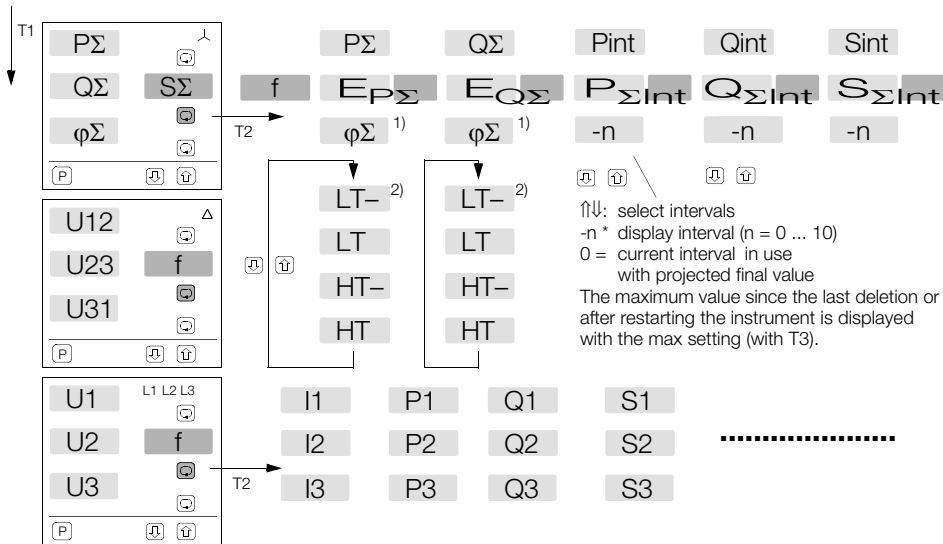 T1
PΣ
QΣ SΣ
φΣ
P
T2
f
PΣ QΣ Pint Qint Sint
EPΣ EQΣ PΣInt QΣInt SΣInt
φΣ 1) φΣ 1) -n -n -n
LT– 2) LT– 2)
LT LT
HT– HT–
HT HT
⇑⇓: select intervals
-n * display interval (n = 0 ... 10)
0 = current interval in use
with projected final value
The maximum value since the last deletion or
after restarting the instrument is displayed
with the max setting (with T3).
U12 Δ
U23 f
U31
P
U1 L1 L2 L3
U2 f
U3
P
T2
I1 P1 Q1 S1
I2 P2 Q2 S2
I3 P3 Q3 S3